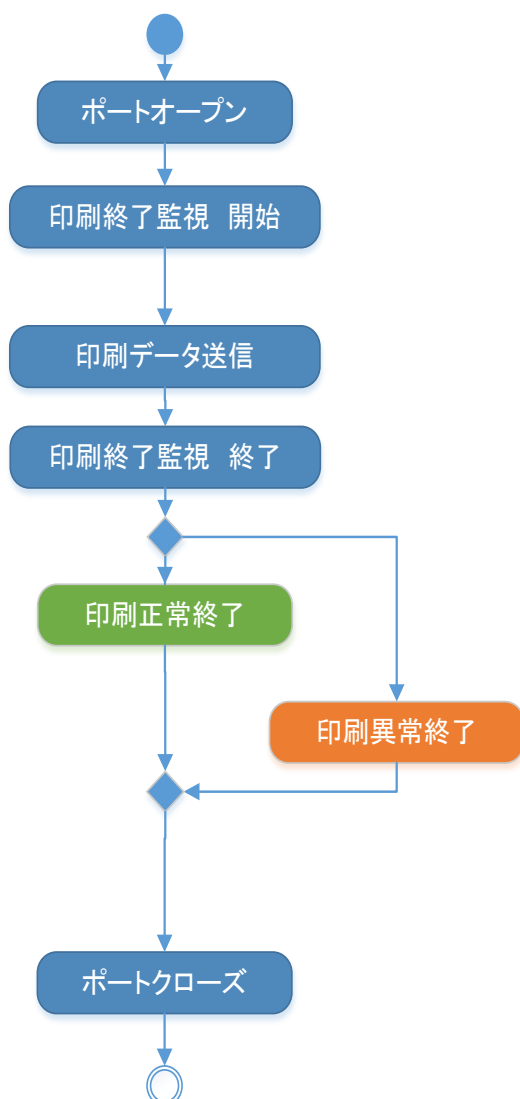 ポートオープン
印刷終了監視　開始
印刷データ送信
印刷終了監視　終了
印刷正常終了
印刷異常終了
ポートクローズ